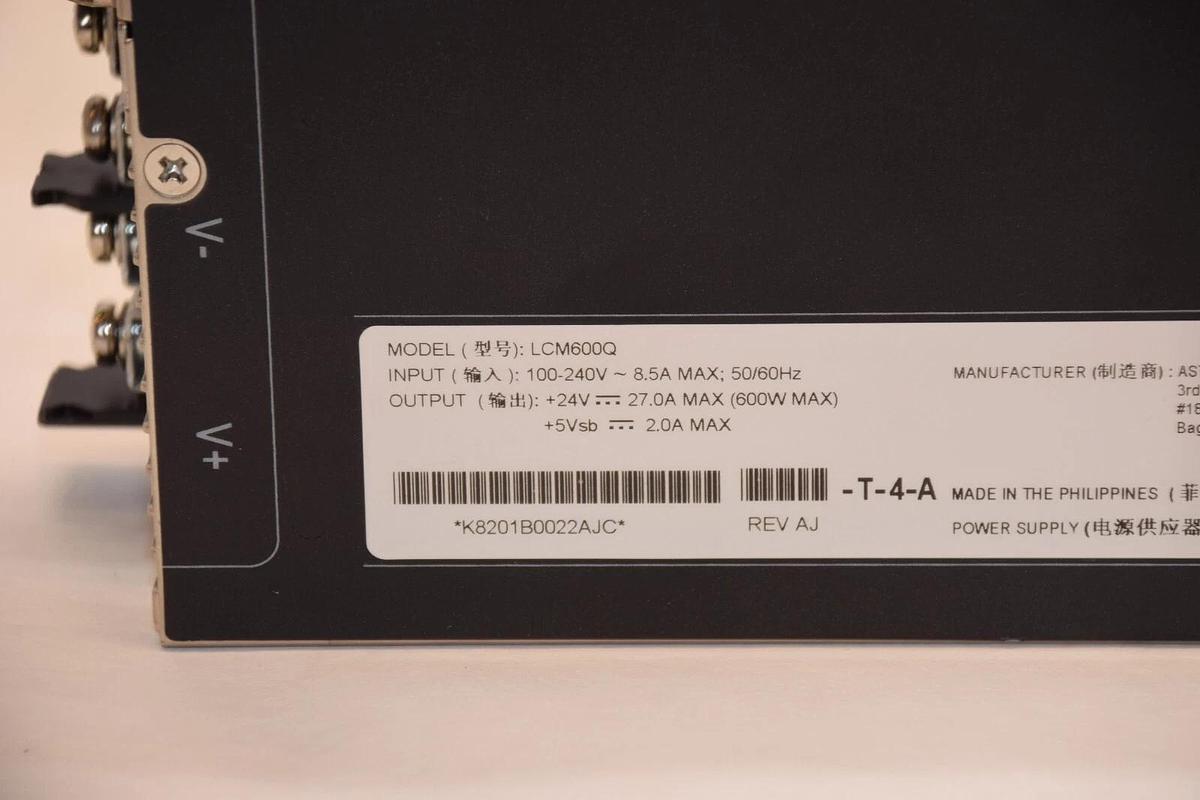 V-
V+
MODEL ( 型号): LCM600Q
INPUT ( 输入 ): 100-240V ~ 8.5A MAX; 50/60Hz
OUTPUT ( 输出): +24V ⎓ 27.0A MAX (600W MAX)
+5Vsb ⎓ 2.0A MAX
*K8201B0022AJC*
REV AJ
-T-4-A
MANUFACTURER (制造商) : AS
3rd
#18
Bag
MADE IN THE PHILIPPINES ( 菲
POWER SUPPLY (电源供应器